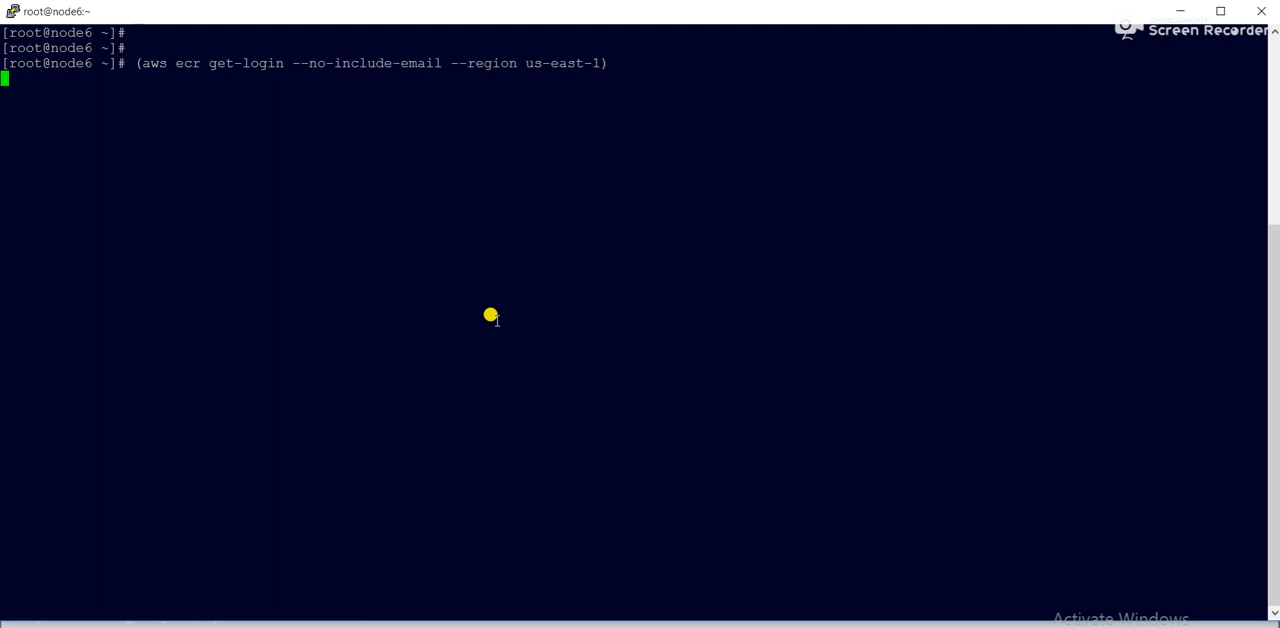 root@node6:~
[root@node6 ~]#
Screen Recorder
[root@node6 ~]#
[root@node6 ~]# (aws ecr get-login --no-include-email --region us-east-1)
Activate Windows